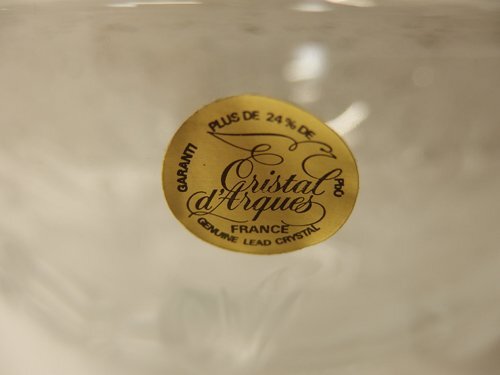 GARANTI PLUS DE 24% DE PbO
Cristal
d'Arques
FRANCE
GENUINE LEAD CRYSTAL